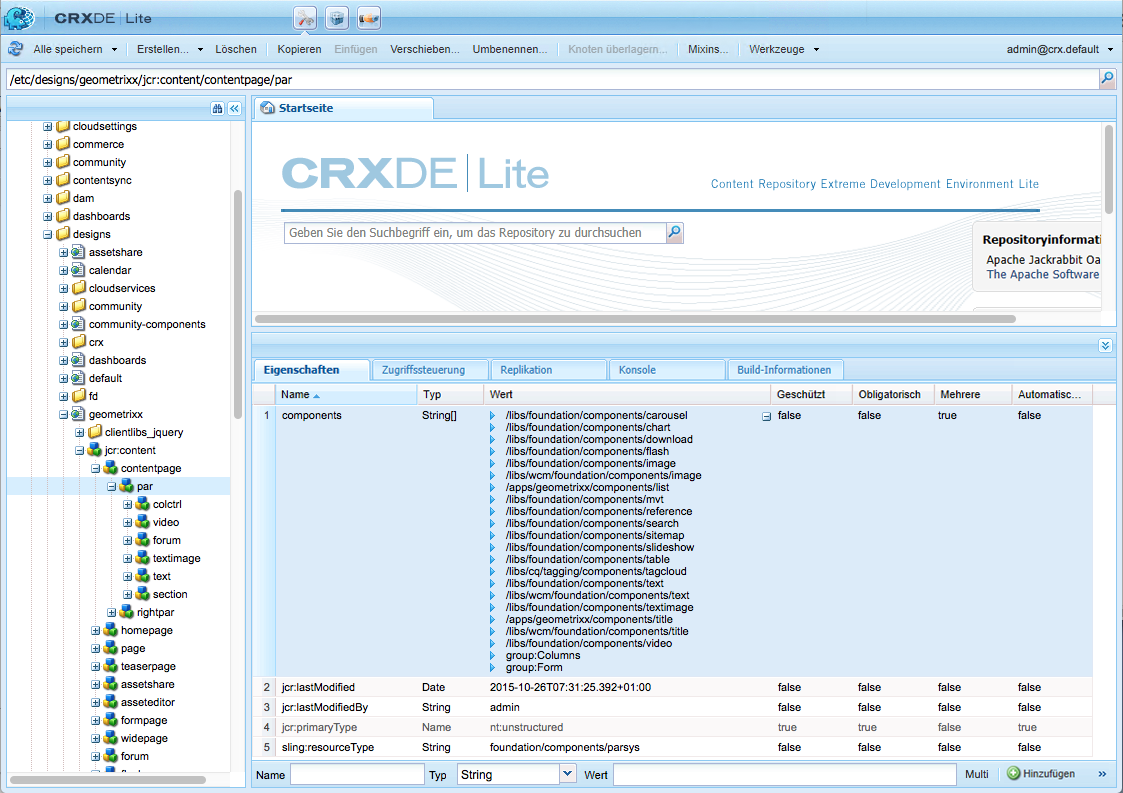 CRXDE | Lite
Alle speichern Erstellen... Löschen Kopieren Einfügen Verschieben... Umbenennen... Knoten überlagern... Mixins... Werkzeuge admin@crx.default
/etc/designs/geometrixx/jcr:content/contentpage/par
cloudsettings
commerce
community
contentsync
dam
dashboards
designs
assetshare
calendar
cloudservices
community
community-components
crx
dashboards
default
fd
geometrixx
clientlibs_jquery
jcr:content
contentpage
par
colctrl
video
forum
textimage
text
section
rightpar
homepage
page
teaserpage
assetshare
asseteditor
formpage
widepage
forum
Startseite
CRXDE | Lite
Content Repository Extreme Development Environment Lite
Geben Sie den Suchbegriff ein, um das Repository zu durchsuchen
Repositoryinformati
Apache Jackrabbit Oa
The Apache Software
Eigenschaften Zugriffssteuerung Replikation Konsole Build-Informationen
Name Typ Wert Geschützt Obligatorisch Mehrere Automatisc...
1 components String[] /libs/foundation/components/carousel false false true false
/libs/foundation/components/chart
/libs/foundation/components/download
/libs/foundation/components/flash
/libs/foundation/components/image
/libs/wcm/foundation/components/image
/apps/geometrixx/components/list
/libs/foundation/components/mvt
/libs/foundation/components/reference
/libs/foundation/components/search
/libs/foundation/components/sitemap
/libs/foundation/components/slideshow
/libs/foundation/components/table
/libs/cq/tagging/components/tagcloud
/libs/foundation/components/text
/libs/wcm/foundation/components/text
/libs/foundation/components/textimage
/apps/geometrixx/components/title
/libs/wcm/foundation/components/title
/libs/foundation/components/video
group:Columns
group:Form
2 jcr:lastModified Date 2015-10-26T07:31:25.392+01:00 false false false false
3 jcr:lastModifiedBy String admin false false false false
4 jcr:primaryType Name nt:unstructured true true false true
5 sling:resourceType String foundation/components/parsys false false false false
Name Typ String Wert Multi Hinzufügen